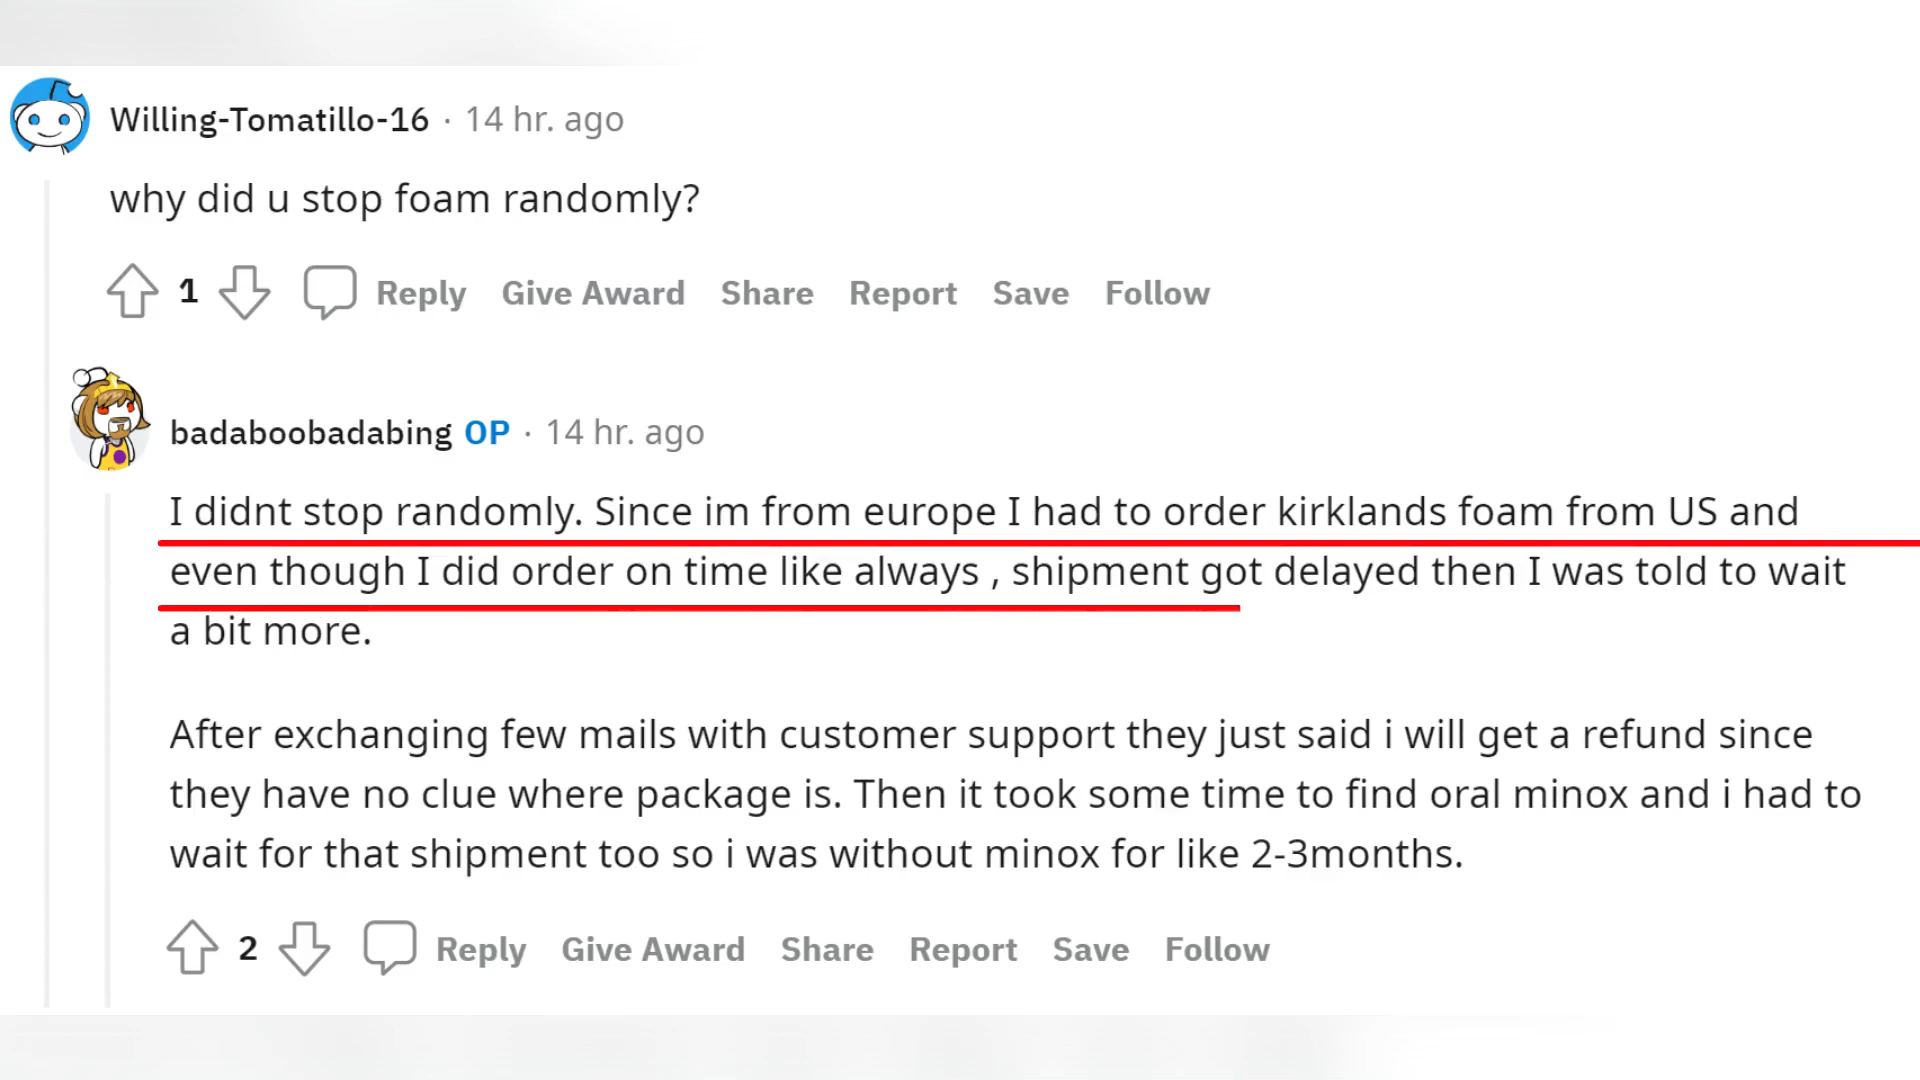 Willing-Tomatillo-16 · 14 hr. ago
why did u stop foam randomly?
1 Reply Give Award Share Report Save Follow
badaboobadabing OP · 14 hr. ago
I didnt stop randomly. Since im from europe I had to order kirklands foam from US and
even though I did order on time like always , shipment got delayed then I was told to wait
a bit more.
After exchanging few mails with customer support they just said i will get a refund since
they have no clue where package is. Then it took some time to find oral minox and i had to
wait for that shipment too so i was without minox for like 2-3months.
2 Reply Give Award Share Report Save Follow